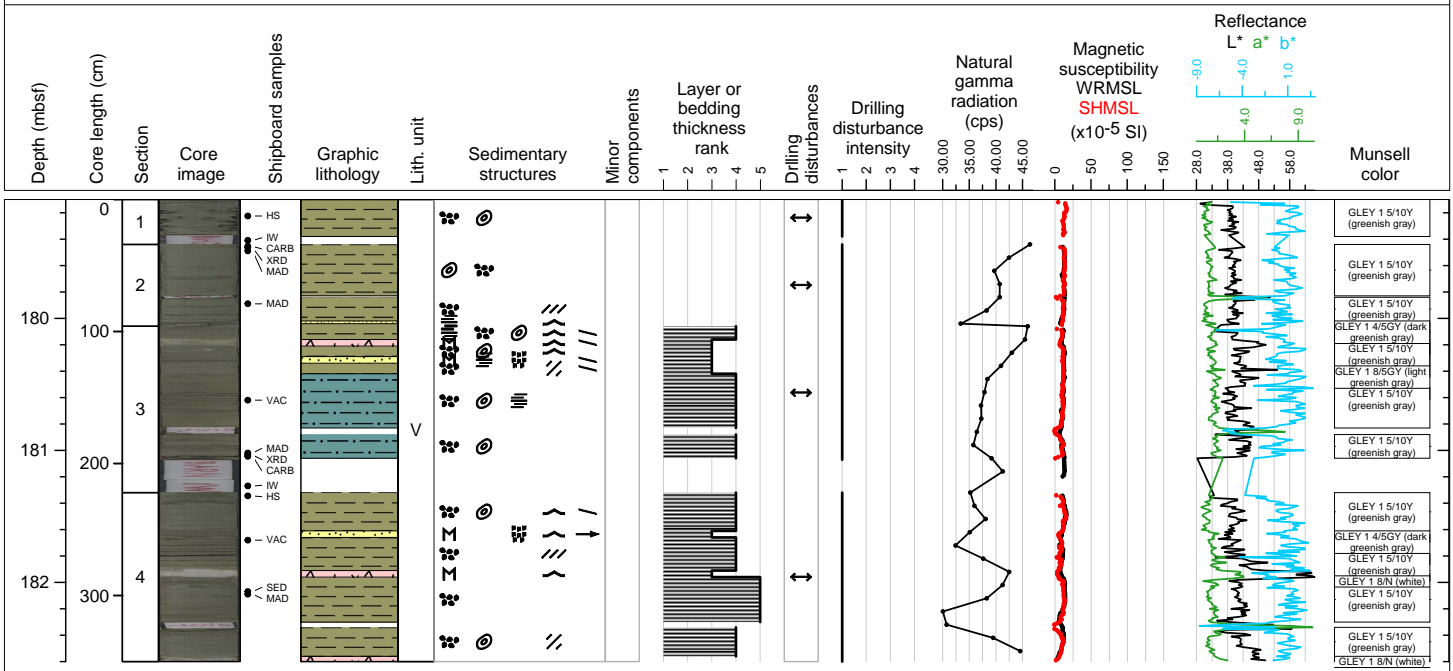 Depth (mbsf)
Core length (cm)
Section
Core
image
Shipboard samples
Graphic
lithology
Lith. unit
Sedimentary
structures
Minor
components
Layer or
bedding
thickness
rank
1 2 3 4 5
Drilling
disturbances
Drilling
disturbance
intensity
1 2 3 4
Natural
gamma
radiation
(cps)
30.00 35.00 40.00 45.00
Magnetic
susceptibility
WRMSL
SHMSL
(x10-5 SI)
0 50 100 150
Reflectance
L* a* b*
-9.0 -4.0 1.0
4.0 9.0
28.0 38.0 48.0 58.0
Munsell
color
180
181
182
0
100
200
300
1
2
3
4
HS
IW
CARB
XRD
MAD
MAD
VAC
MAD
XRD
CARB
IW
HS
VAC
SED
MAD
V
M
M
M
M
GLEY 1 5/10Y
(greenish gray)
GLEY 1 5/10Y
(greenish gray)
GLEY 1 5/10Y
(greenish gray)
GLEY 1 4/5GY (dark
greenish gray)
GLEY 1 5/10Y
(greenish gray)
GLEY 1 8/5GY (light
greenish gray)
GLEY 1 5/10Y
(greenish gray)
GLEY 1 5/10Y
(greenish gray)
GLEY 1 5/10Y
(greenish gray)
GLEY 1 4/5GY (dark
greenish gray)
GLEY 1 5/10Y
(greenish gray)
GLEY 1 8/N (white)
GLEY 1 5/10Y
(greenish gray)
GLEY 1 5/10Y
(greenish gray)
GLEY 1 8/N (white)